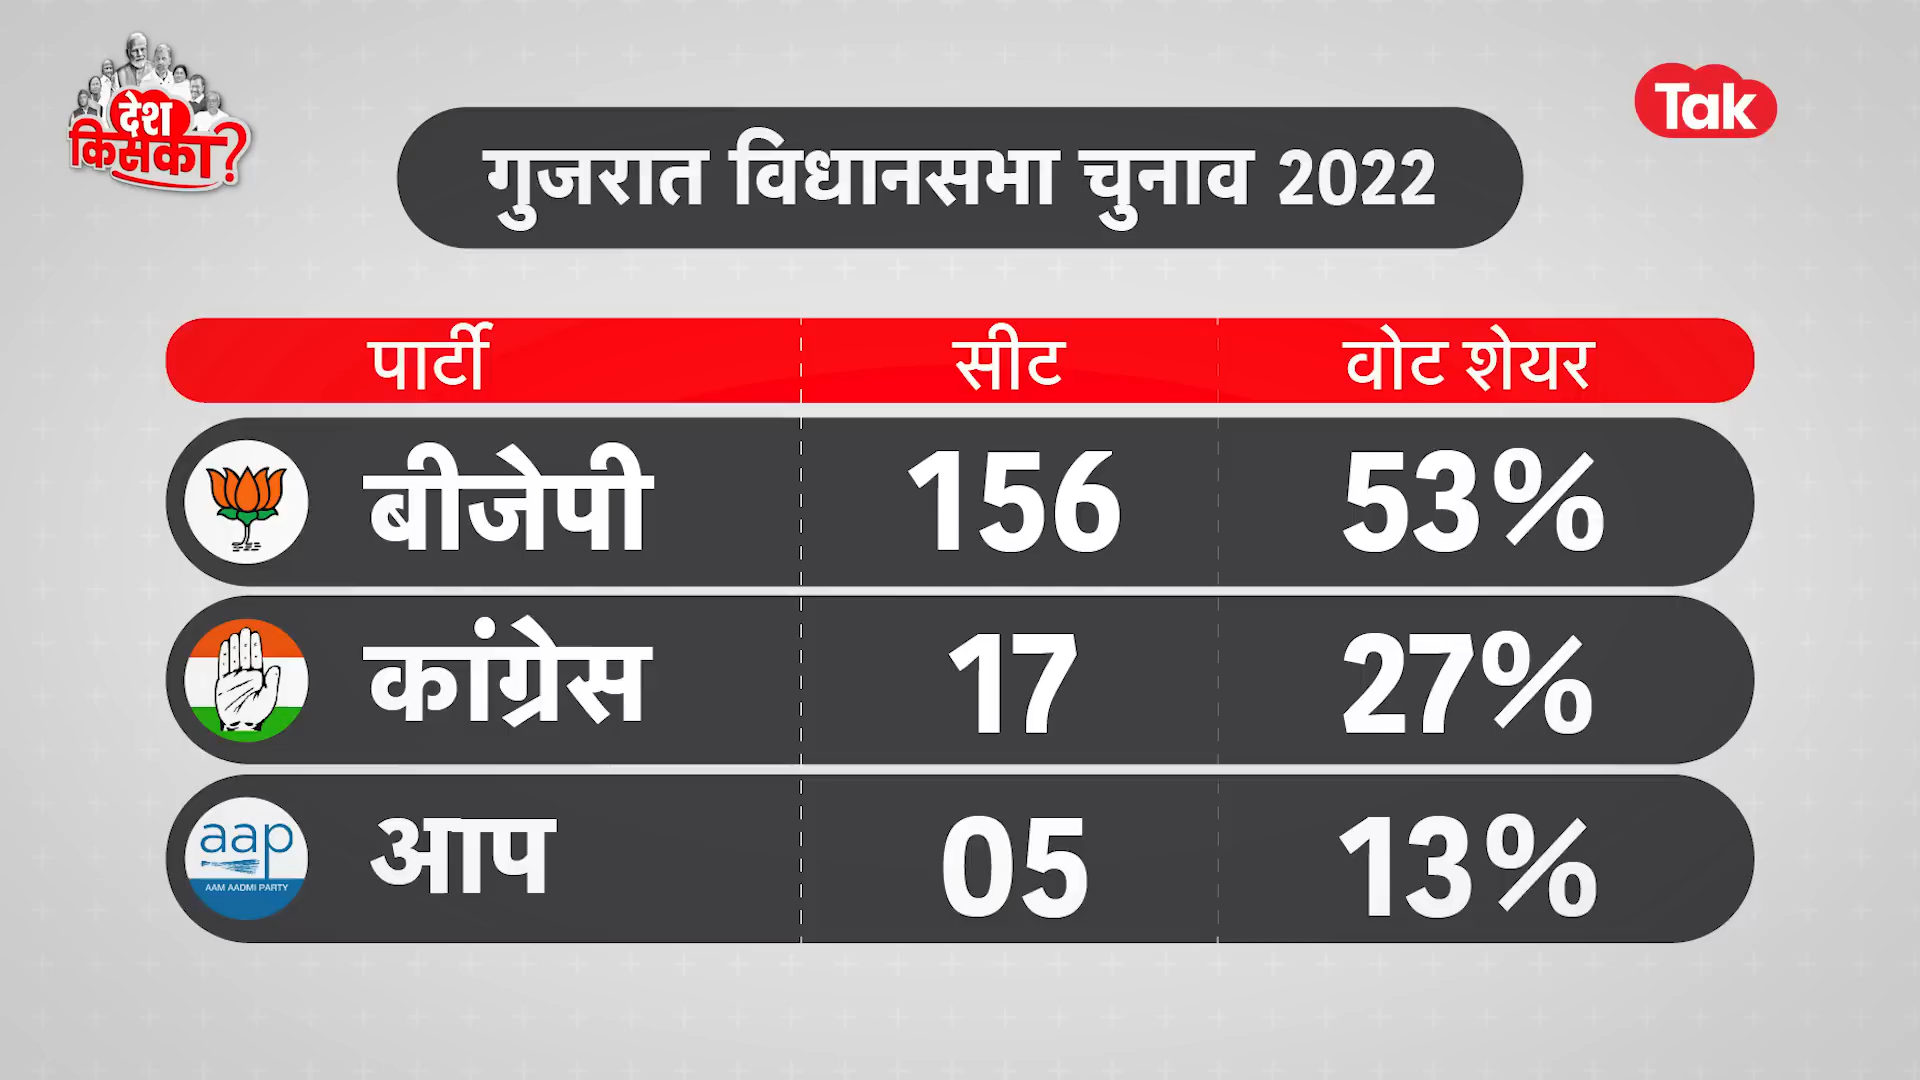 देश
किसका?
Tak
गुजरात विधानसभा चुनाव 2022
पार्टी सीट वोट शेयर
बीजेपी 156 53%
कांग्रेस 17 27%
aap
AAM AADMI PARTY
आप 05 13%